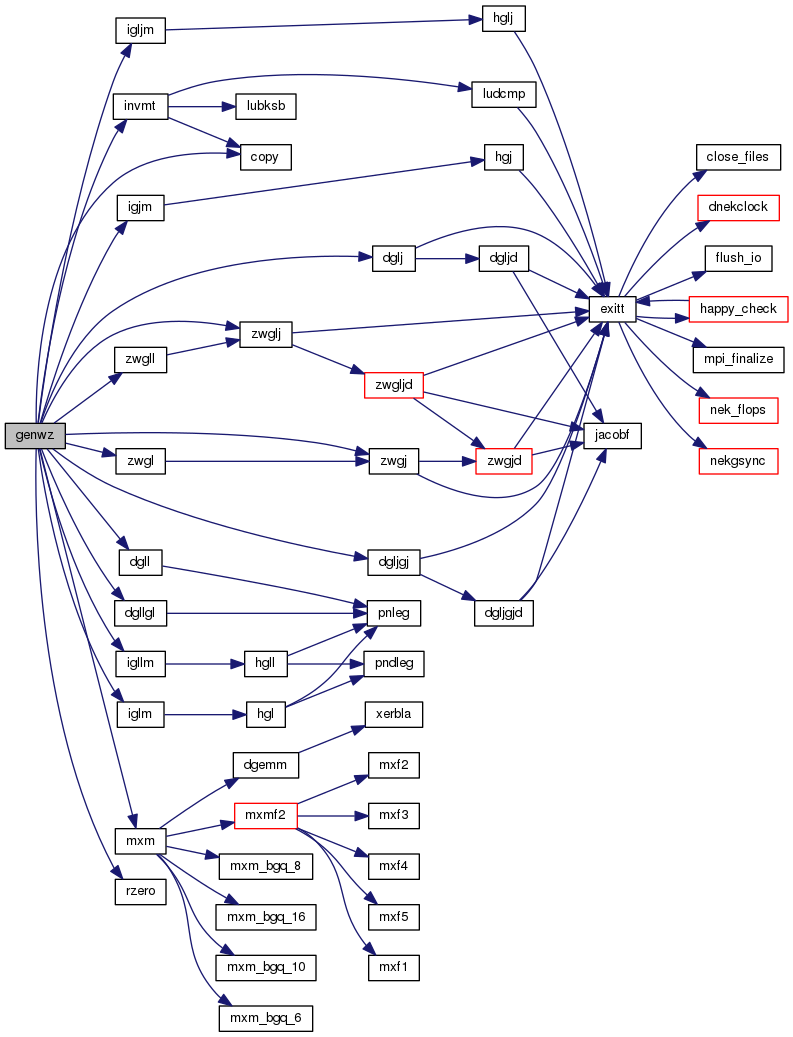 hglj
igljm
ludcmp
invmt
lubksb
copy
hgj
close_files
igjm
dnekclock
dglj
dgljd
flush_io
exitt
happy_check
zwglj
zwgll
mpi_finalize
zwgljd
nek_flops
genwz
jacobf
zwgl
zwgj
zwgjd
nekgsync
dgll
dgljgj
dgllgl
pnleg
dgljgjd
igllm
hgll
pndleg
iglm
hgl
xerbla
dgemm
mxf2
mxmf2
mxf3
mxm
mxm_bgq_8
mxf4
rzero
mxm_bgq_16
mxf5
mxm_bgq_10
mxf1
mxm_bgq_6